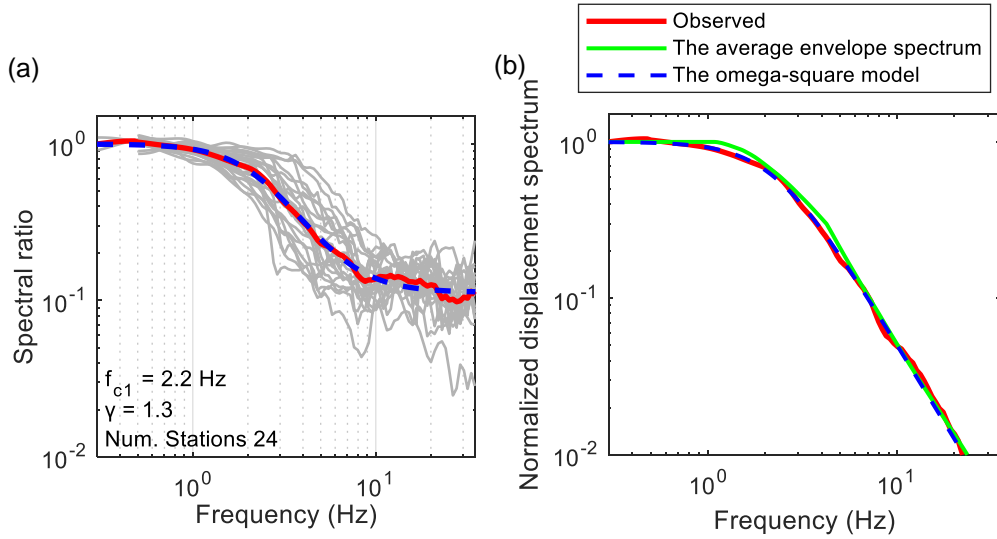 (a)
Spectral ratio
10^0
10^-1
10^-2
f_c1 = 2.2 Hz
γ = 1.3
Num. Stations 24
10^0
10^1
Frequency (Hz)
(b)
Observed
The average envelope spectrum
The omega-square model
Normalized displacement spectrum
10^0
10^-1
10^-2
10^0
10^1
Frequency (Hz)